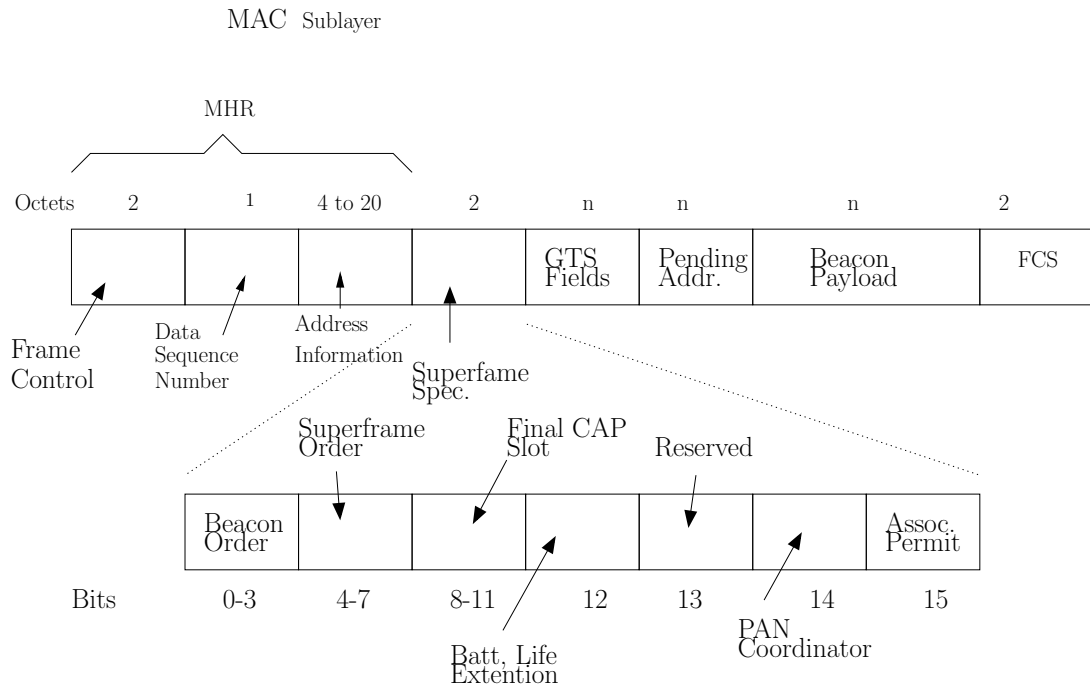 MAC Sublayer
MHR
Octets 2 1 4 to 20 2 n n n 2
GTS
Fields
Pending
Addr.
Beacon
Payload
FCS
Frame
Control
Data
Sequence
Number
Address
Information
Superfame
Spec.
Superframe
Order
Final CAP
Slot
Reserved
Beacon
Order
Assoc.
Permit
Bits 0-3 4-7 8-11 12 13 14 15
Batt, Life
Extention
PAN
Coordinator